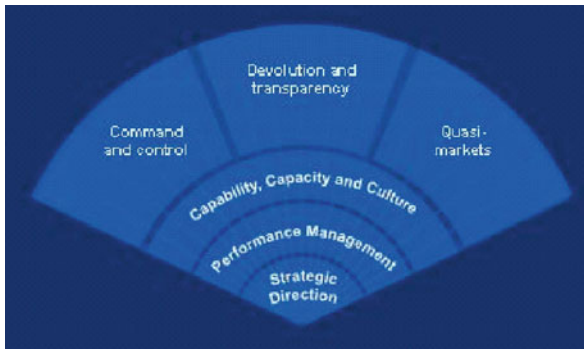 Devolution and
transparency
Command
and control
Quasi-
markets
Capability, Capacity and Culture
Performance Management
Strategic
Direction